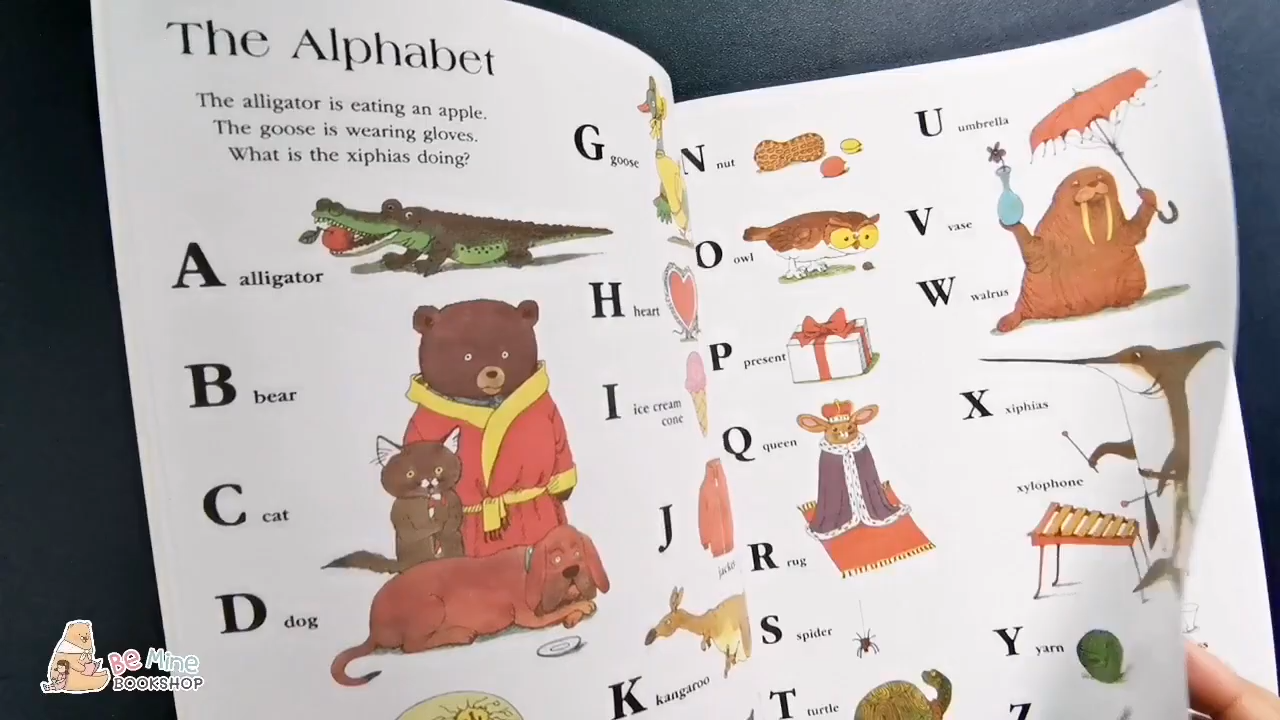 The Alphabet
The alligator is eating an apple.
The goose is wearing gloves.
What is the xiphias doing?
A alligator
B bear
C cat
D dog
G goose
H heart
I ice cream
cone
J
K kangaroo
N nut
O owl
P present
Q queen
R rug
S spider
T turtle
U umbrella
V vase
W walrus
X xiphias
xylophone
Y yarn
Z
Be Mine
BOOKSHOP